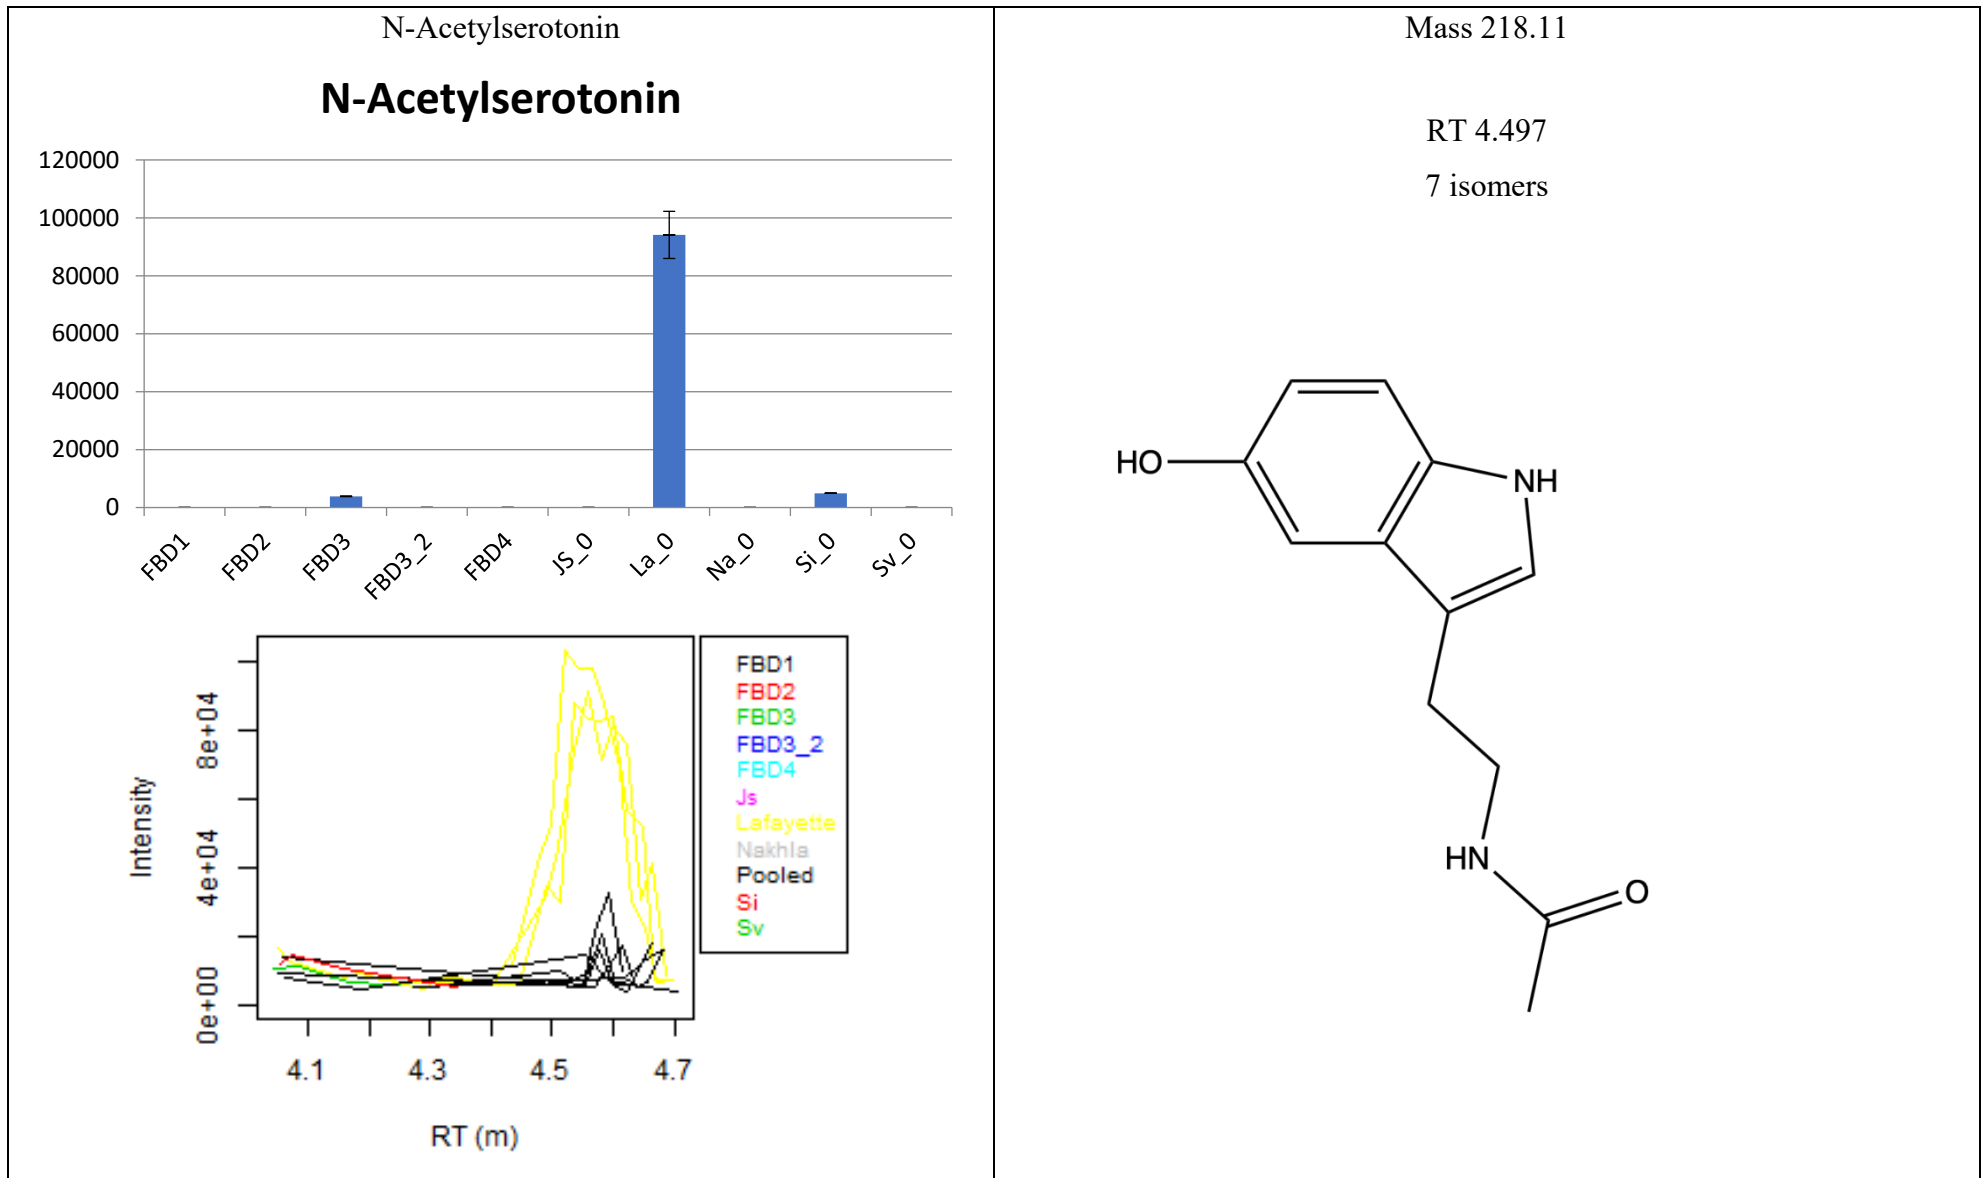 N-Acetylserotonin
N-Acetylserotonin
120000
100000
80000
60000
40000
20000
0
FBD1
FBD2
FBD3
FBD3_2
FBD4
JS_0
La_0
Na_0
Si_0
Sv_0
Intensity
8e+04
4e+04
0e+00
4.1
4.3
4.5
4.7
RT (m)
FBD1
FBD2
FBD3
FBD3_2
FBD4
Js
Lafayette
Nakhla
Pooled
Si
Sv
Mass 218.11
RT 4.497
7 isomers
HO
NH
HN
O